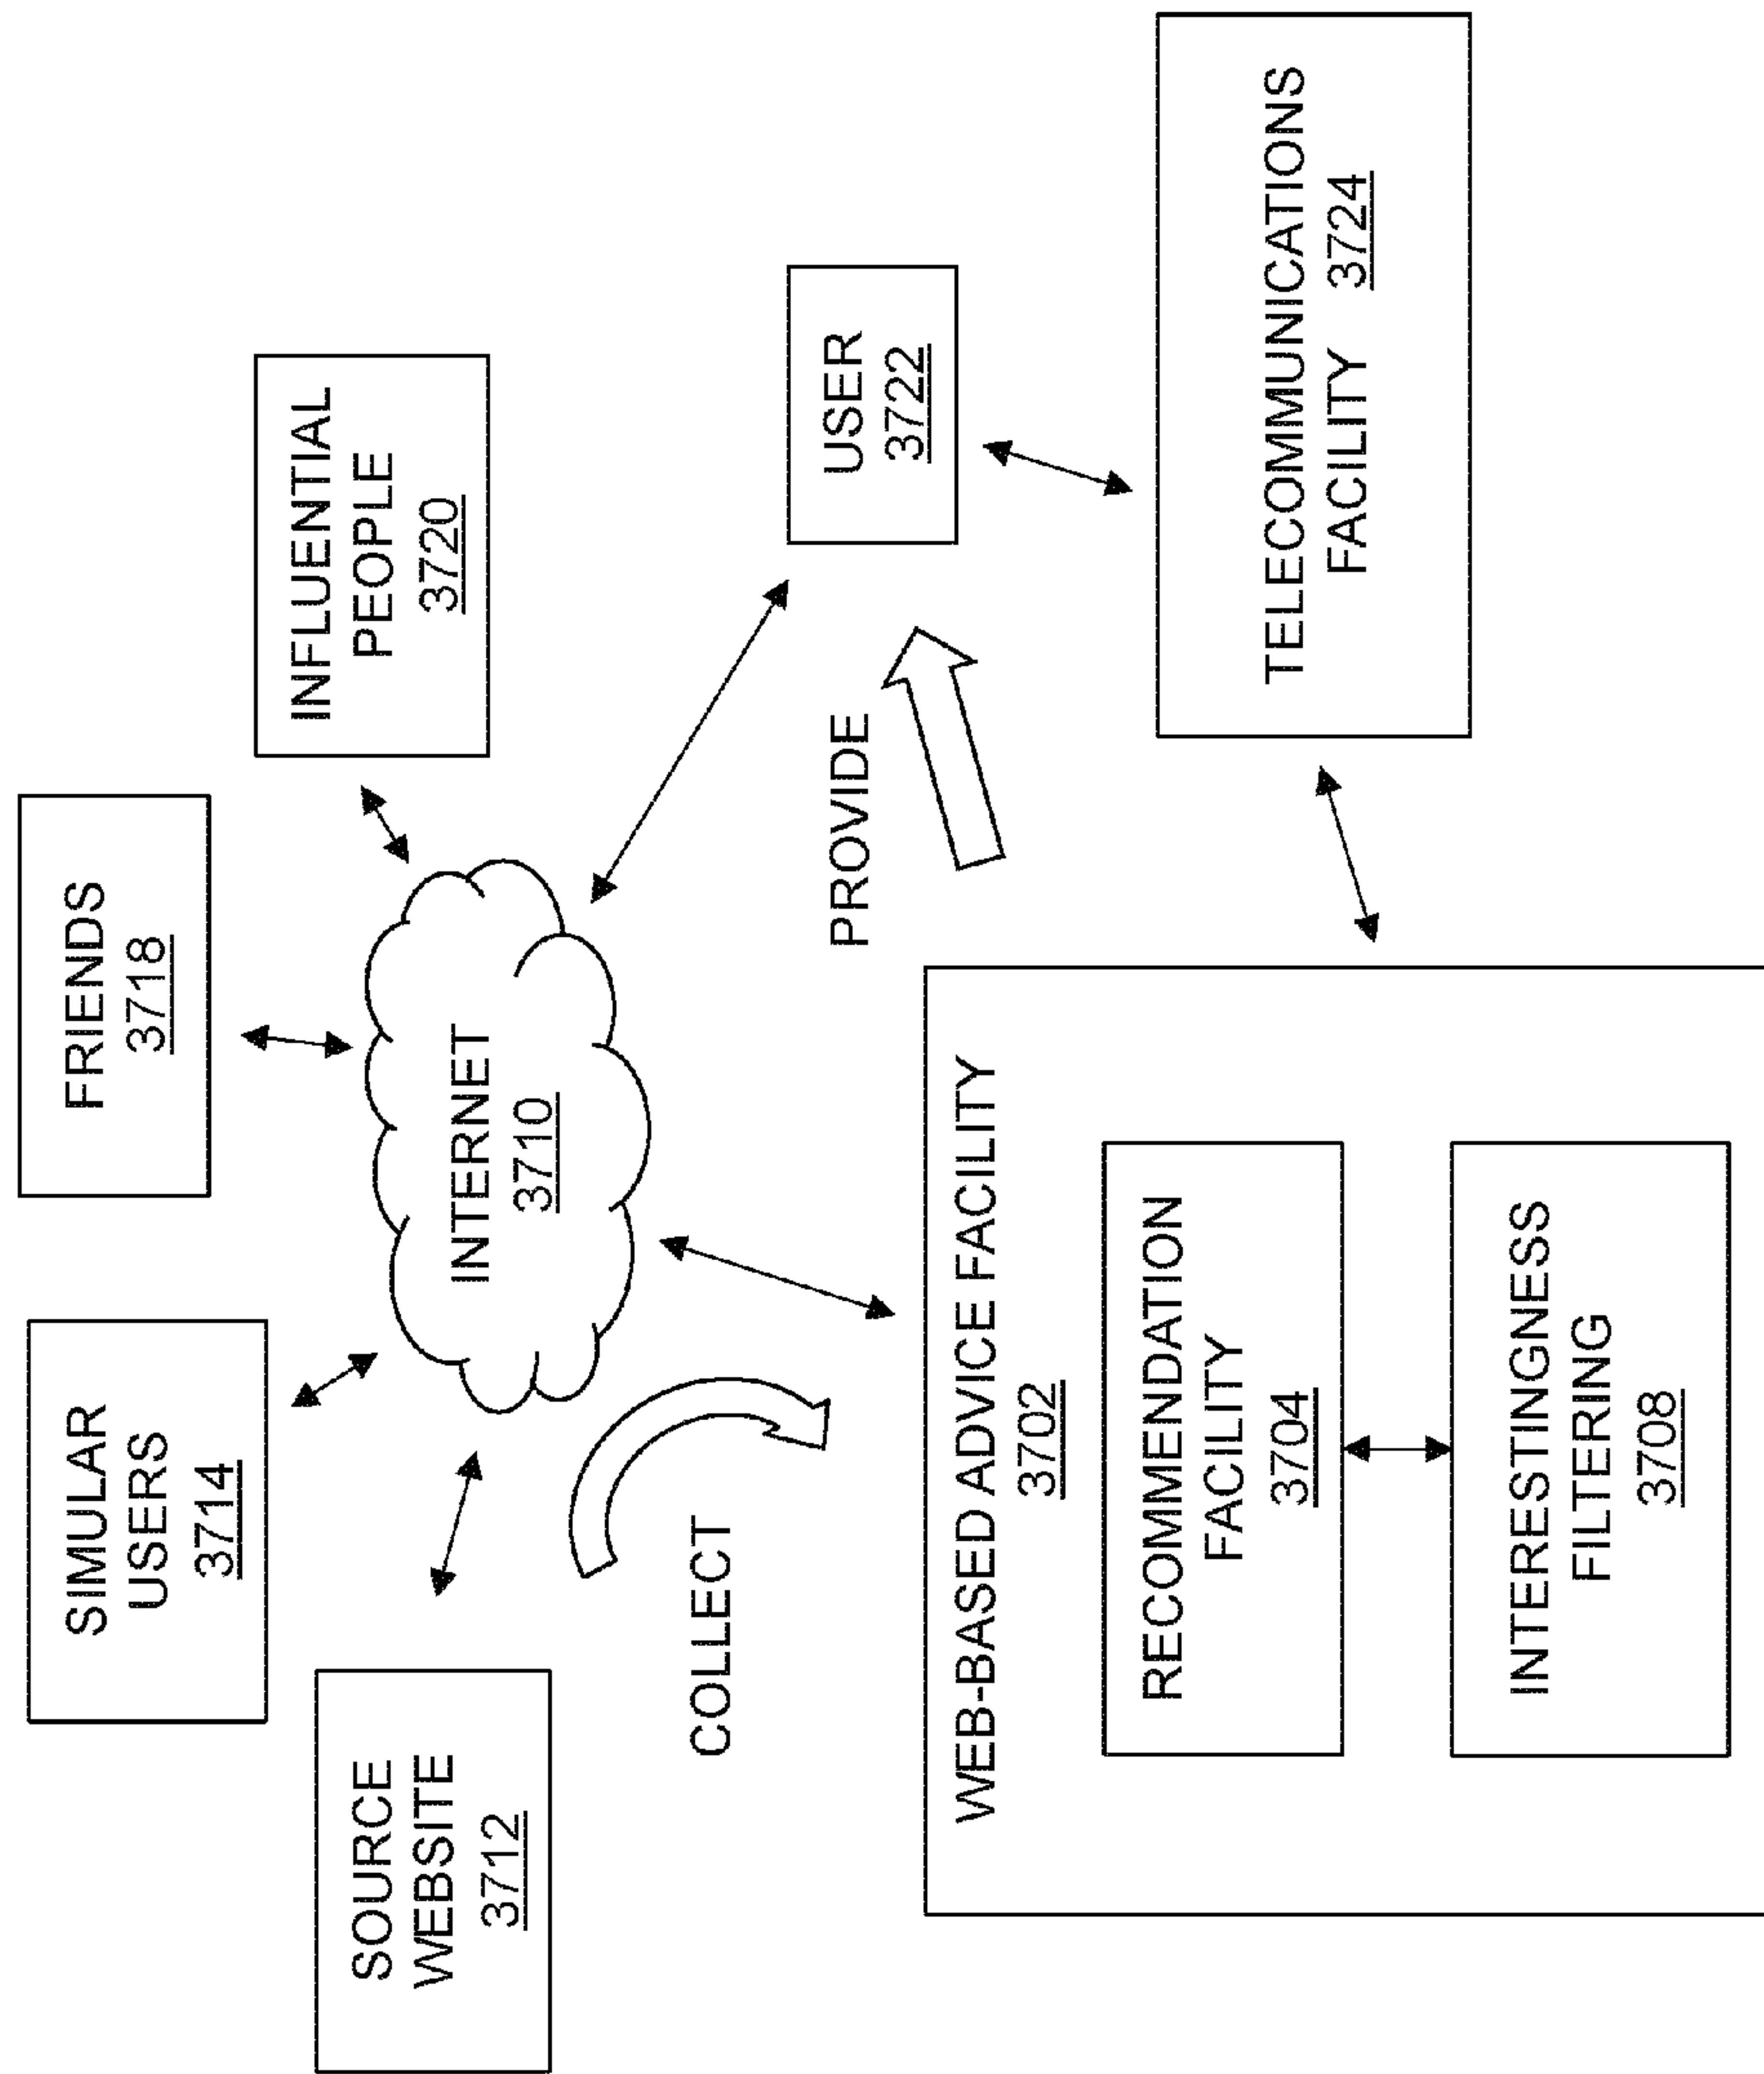 SOURCE
WEBSITE
3712
SIMULAR
USERS
3714
FRIENDS
3718
INFLUENTIAL
PEOPLE
3720
INTERNET
3710
USER
3722
COLLECT
PROVIDE
WEB-BASED ADVICE FACILITY
3702
RECOMMENDATION
FACILITY
3704
INTERESTINGNESS
FILTERING
3708
TELECOMMUNICATIONS
FACILITY 3724